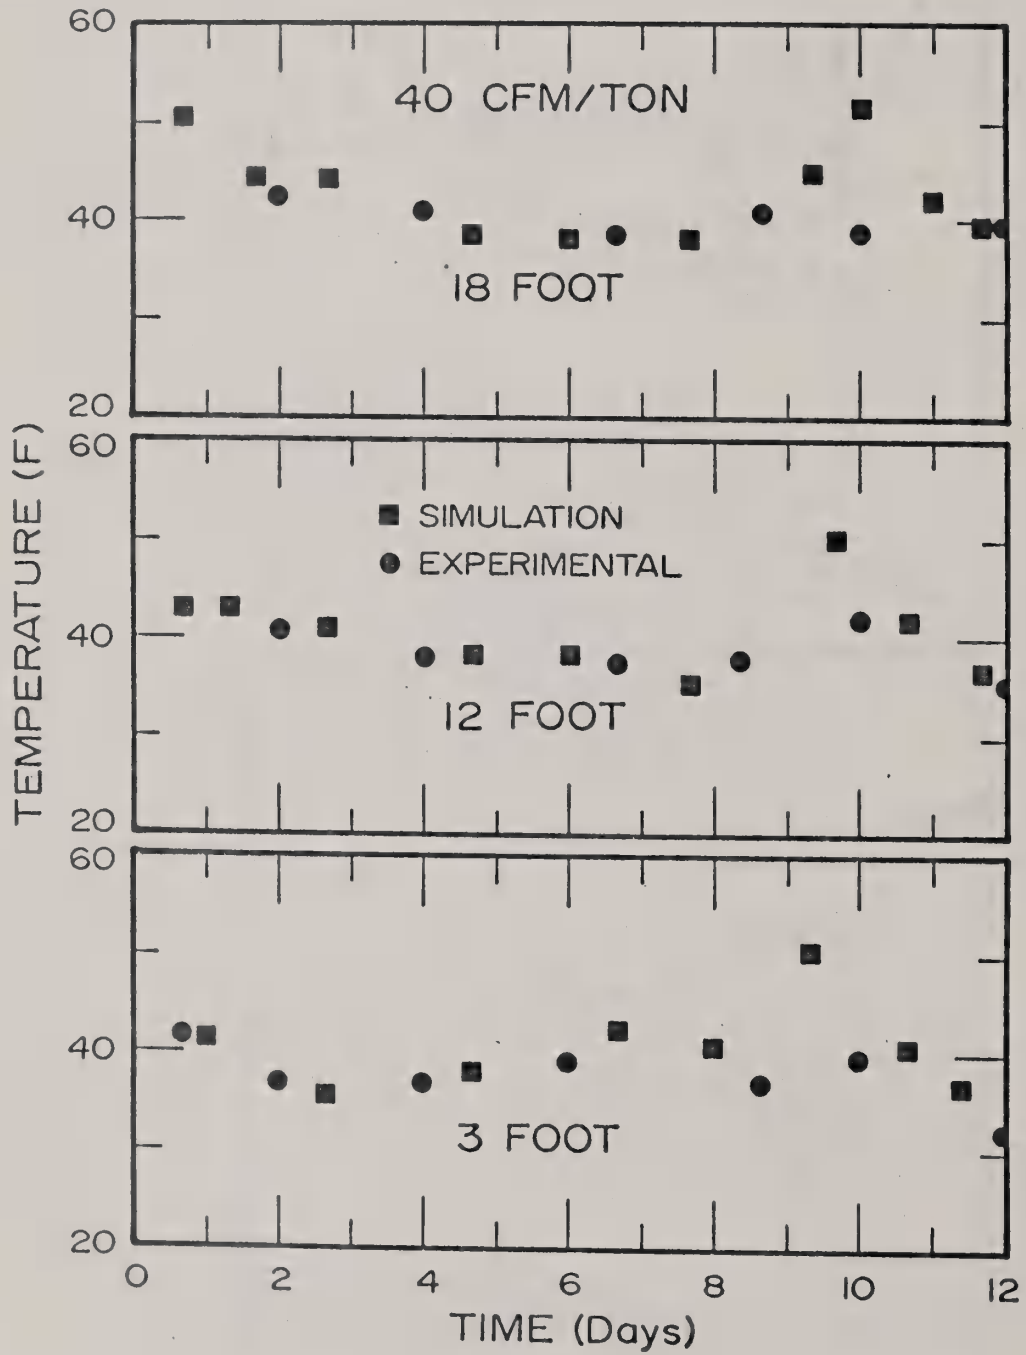 60
40 CFM/TON
40
18 FOOT
20
60
■ SIMULATION
● EXPERIMENTAL
40
12 FOOT
20
60
40
3 FOOT
20
0 2 4 6 8 10 12
TIME (Days)
TEMPERATURE (F)